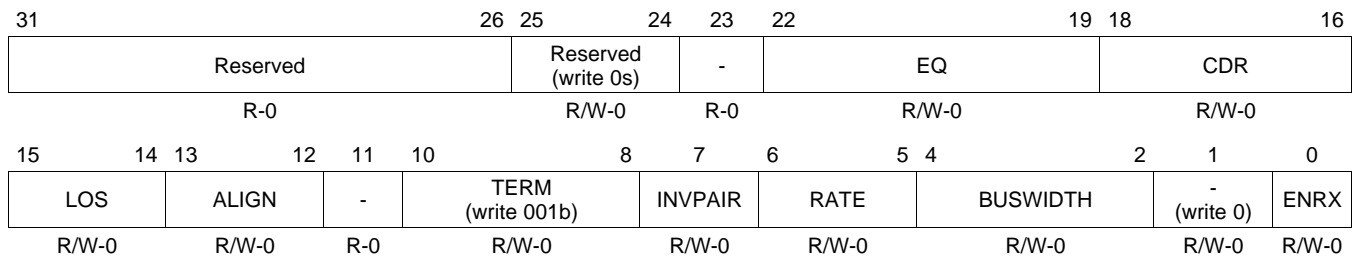 31 26 25 24 23 22 19 18 16
Reserved Reserved (write 0s) - EQ CDR
R-0 R/W-0 R-0 R/W-0 R/W-0
15 14 13 12 11 10 8 7 6 5 4 2 1 0
LOS ALIGN - TERM (write 001b) INVPAIR RATE BUSWIDTH - (write 0) ENRX
R/W-0 R/W-0 R-0 R/W-0 R/W-0 R/W-0 R/W-0 R/W-0 R/W-0